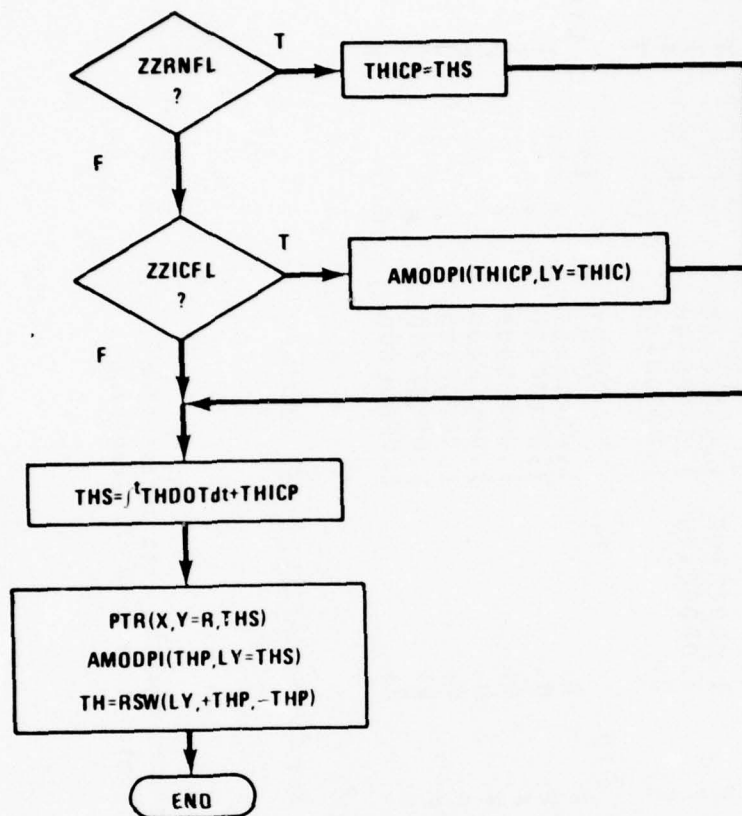 ZZRNFL
?
T
THICP=THS
F
ZZICFL
?
T
AMODPI(THICP,LY=THIC)
F
THS=∫ᵗTHDOTdt+THICP
PTR(X,Y=R,THS)
AMODPI(THP,LY=THS)
TH=RSW(LY,+THP,-THP)
END